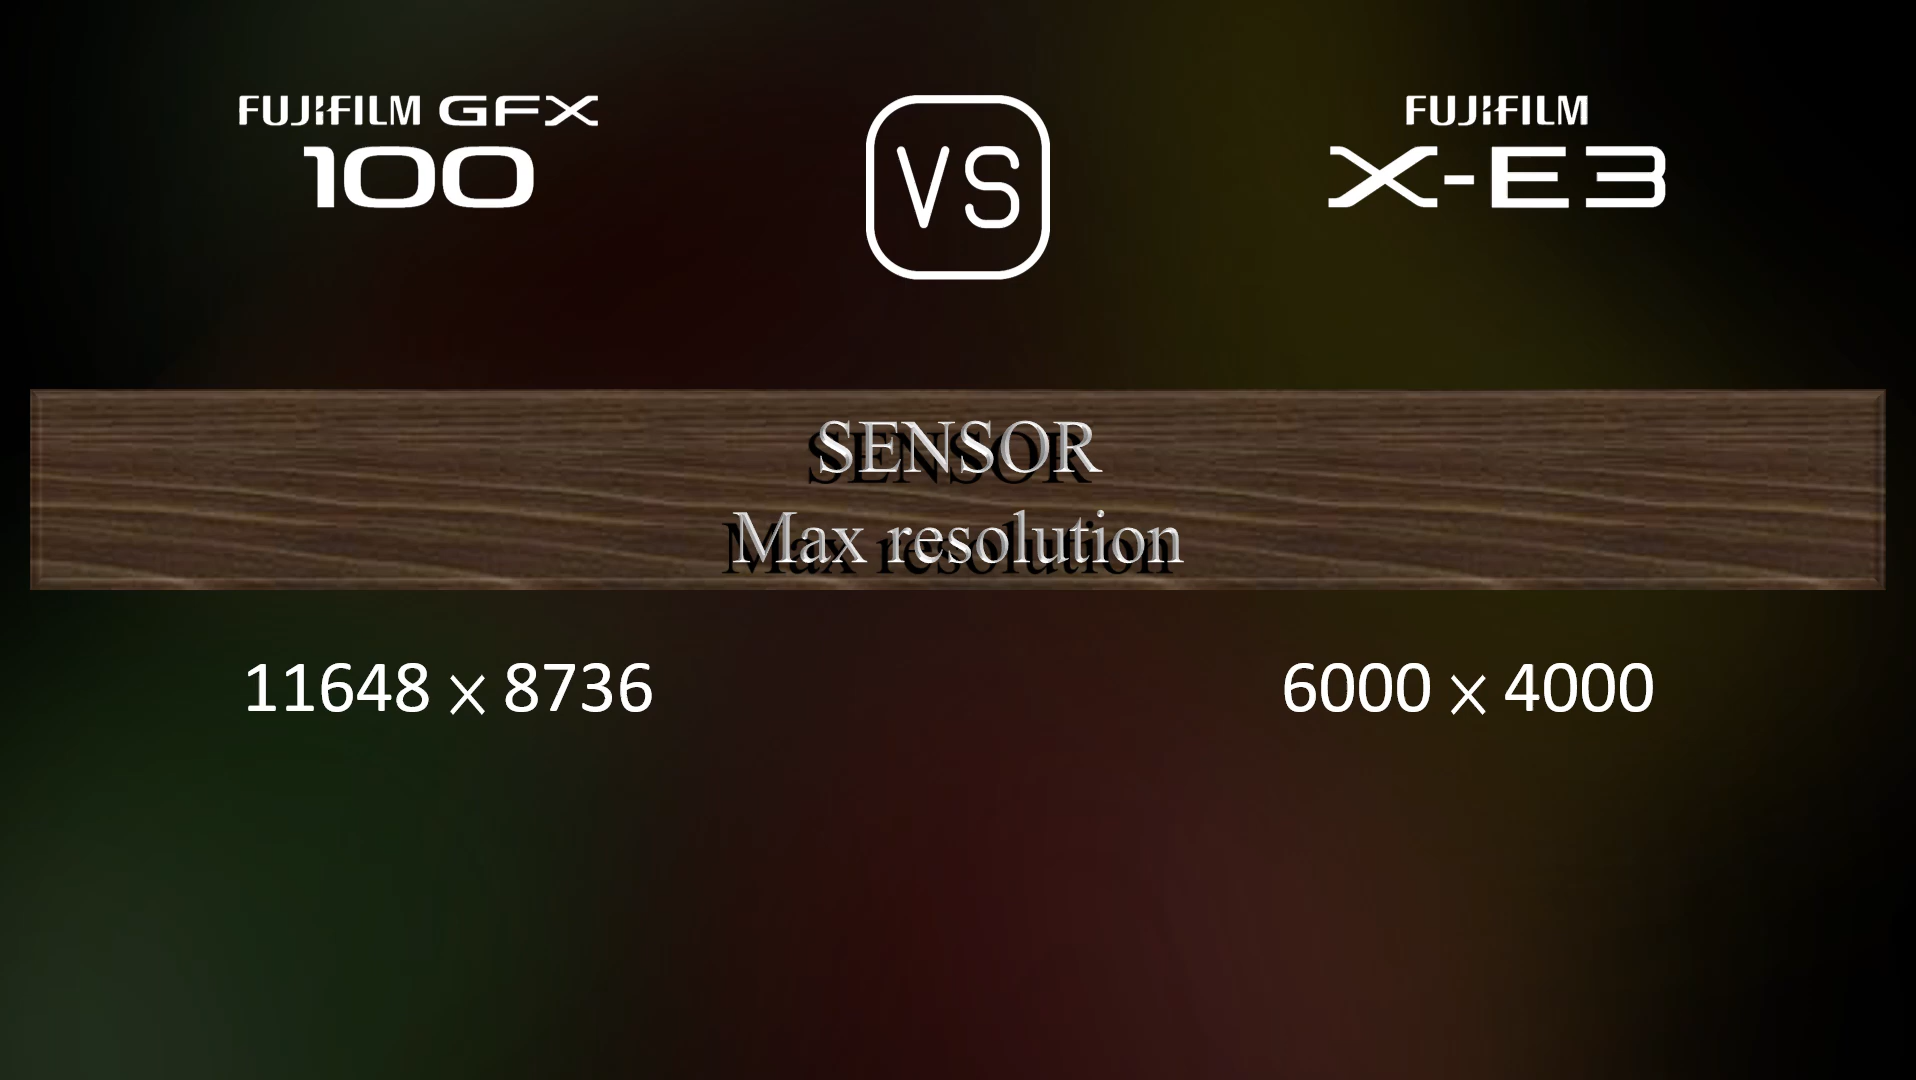 FUJIFILM GFX
100
VS
FUJIFILM
X-E3
SENSOR
Max resolution
11648 x 8736
6000 x 4000